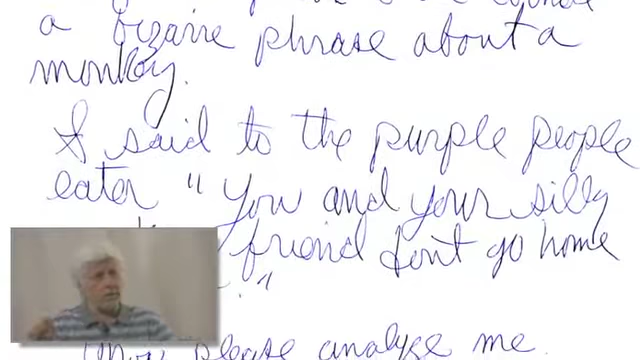 a bizarre phrase about a
monkey.
I said to the purple people
eater "You and your silly
friend don't go home
."
please analyze me.